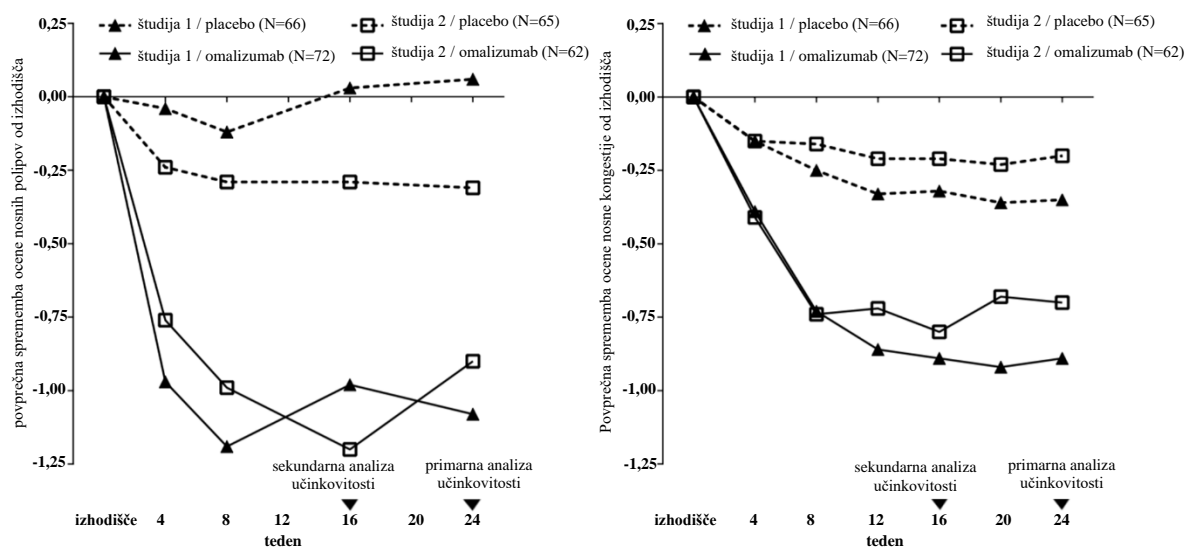 povprečna sprememba ocene nosnih polipov od izhodišča
0,25
0,00
-0,25
-0,50
-0,75
-1,00
-1,25
študija 1 / placebo (N=66)
študija 2 / placebo (N=65)
študija 1 / omalizumab (N=72)
študija 2 / omalizumab (N=62)
sekundarna analiza
učinkovitosti
primarna analiza
učinkovitosti
izhodišče 4 8 12 16 20 24
teden
Povprečna sprememba ocene nosne kongestije od izhodišča
0,25
0,00
-0,25
-0,50
-0,75
-1,00
-1,25
študija 1 / placebo (N=66)
študija 2 / placebo (N=65)
študija 1 / omalizumab (N=72)
študija 2 / omalizumab (N=62)
sekundarna analiza
učinkovitosti
primarna analiza
učinkovitosti
izhodišče 4 8 12 16 20 24
teden